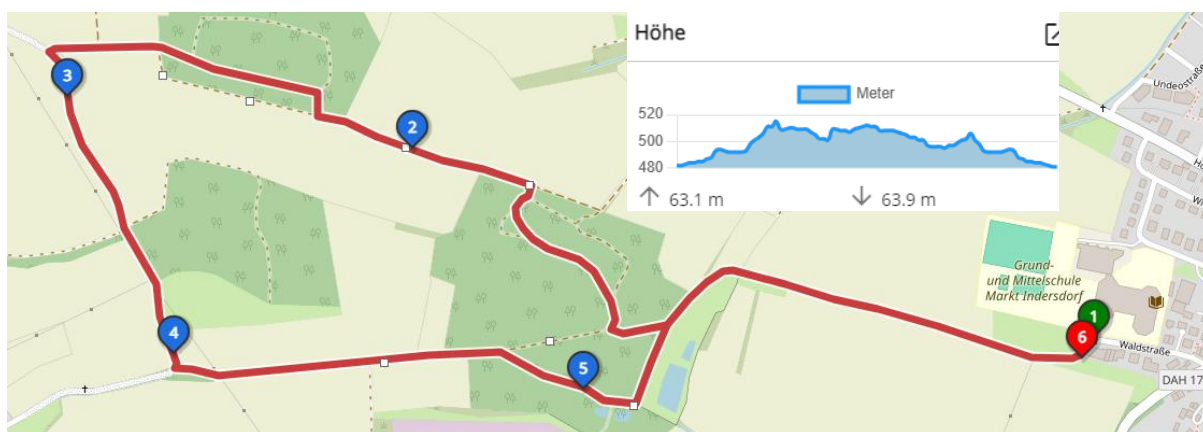 Höhe
Meter
520
500
480
63.1 m
63.9 m
Undeostraße
3
2
4
5
1
6
Grund-
und Mittelschule
Markt Indersdorf
Waldstraße
DAH 17